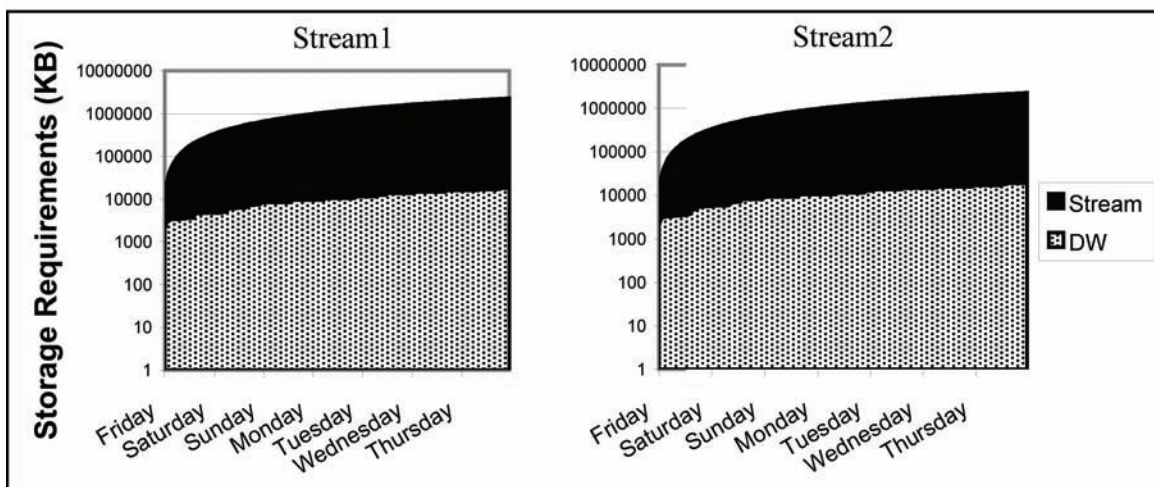 Storage Requirements (KB)
Stream1
10000000
1000000
100000
10000
1000
100
10
1
Friday
Saturday
Sunday
Monday
Tuesday
Wednesday
Thursday
Stream2
10000000
1000000
100000
10000
1000
100
10
1
Friday
Saturday
Sunday
Monday
Tuesday
Wednesday
Thursday
Stream
DW